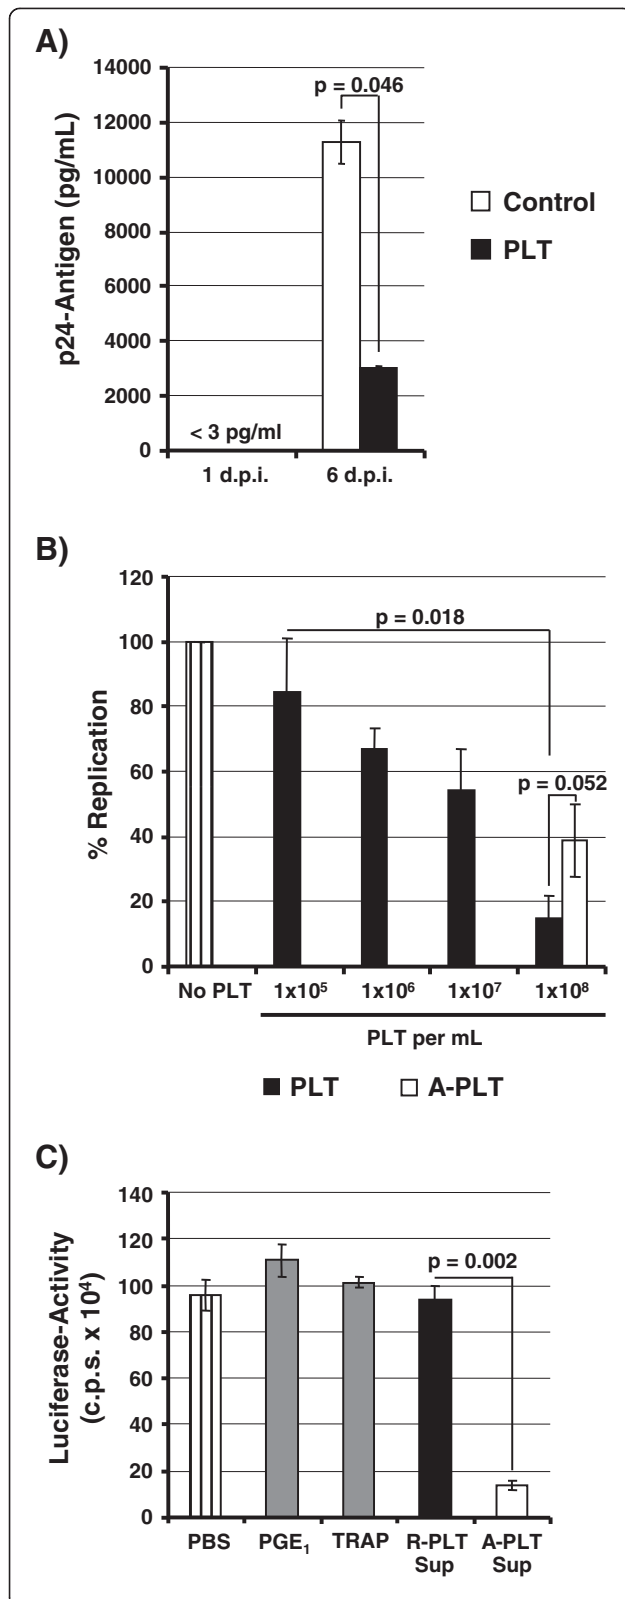 A)
p24-Antigen (pg/mL)
14000
12000
10000
8000
6000
4000
2000
0
p = 0.046
< 3 pg/ml
1 d.p.i. 6 d.p.i.
Control
PLT
B)
% Replication
120
100
80
60
40
20
0
p = 0.018
p = 0.052
No PLT 1x10⁵ 1x10⁶ 1x10⁷ 1x10⁸
PLT per mL
PLT A-PLT
C)
Luciferase-Activity
(c.p.s. x 10⁴)
140
120
100
80
60
40
20
0
p = 0.002
PBS PGE₁ TRAP R-PLT A-PLT
Sup Sup